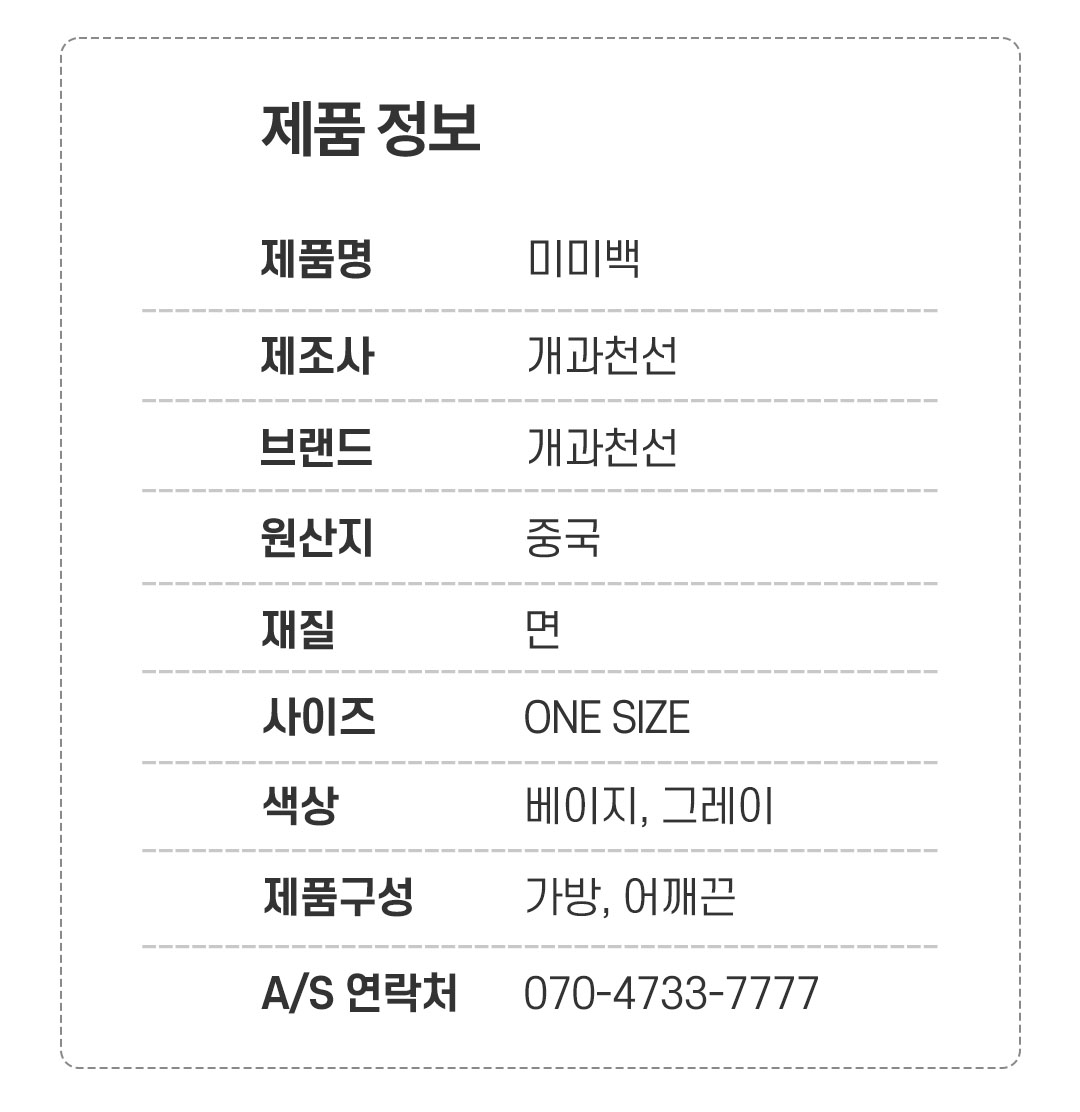 제품 정보
제품명 미미백
제조사 개과천선
브랜드 개과천선
원산지 중국
재질 면
사이즈 ONE SIZE
색상 베이지, 그레이
제품구성 가방, 어깨끈
A/S 연락처 070-4733-7777